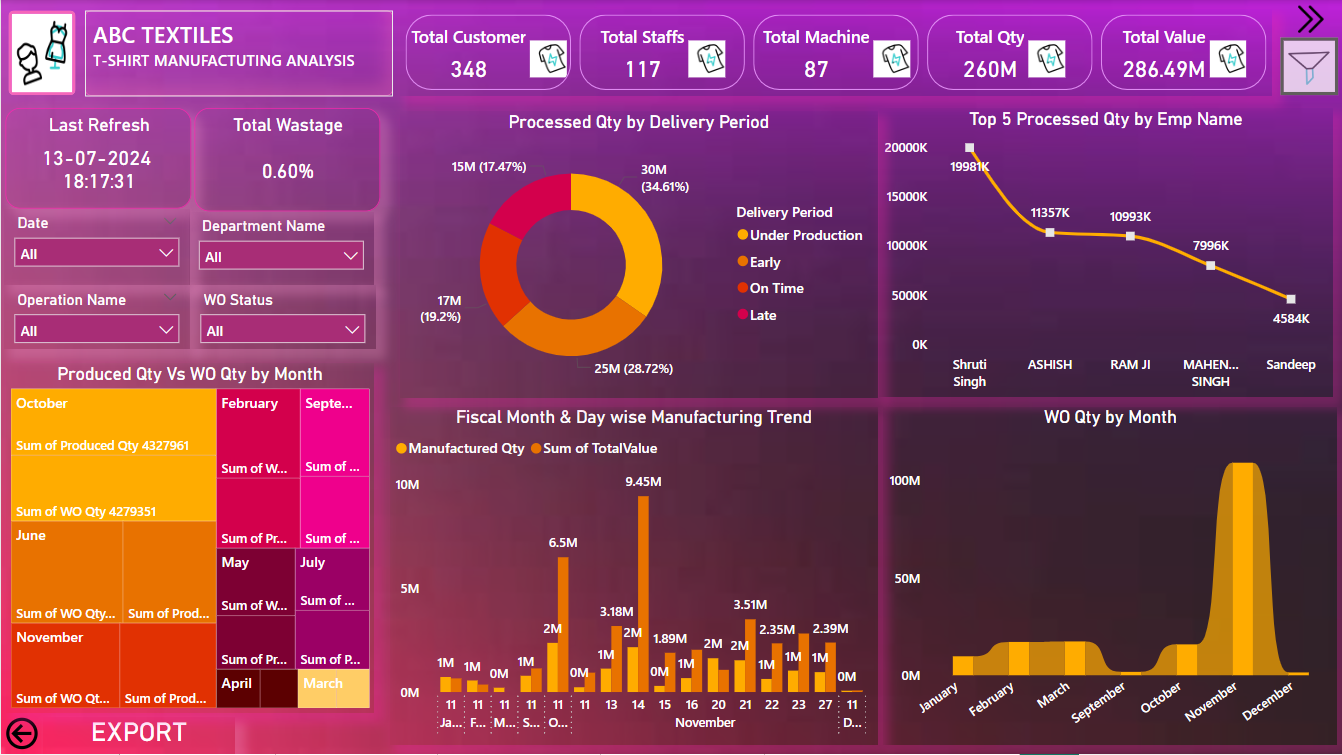 ABC TEXTILES
T-SHIRT MANUFACTUTING ANALYSIS
Total Customer
348
Total Staffs
117
Total Machine
87
Total Qty
260M
Total Value
286.49M
Last Refresh
13-07-2024
18:17:31
Total Wastage
0.60%
Date
All
Department Name
All
Operation Name
All
WO Status
All
Processed Qty by Delivery Period
15M (17.47%)
30M
(34.61%)
17M
(19.2%)
25M (28.72%)
Delivery Period
Under Production
Early
On Time
Late
Top 5 Processed Qty by Emp Name
20000K
15000K
10000K
5000K
0K
19981K
11357K
10993K
7996K
4584K
Shruti
Singh
ASHISH
RAM JI
MAHEN...
SINGH
Sandeep
Produced Qty Vs WO Qty by Month
October
Sum of Produced Qty 4327961
Sum of WO Qty 4279351
June
Sum of WO Qty...
Sum of Prod...
November
Sum of WO Qt...
Sum of Prod...
February
Sum of W...
Sum of Pr...
Septe...
Sum of ...
Sum of ...
May
Sum of W...
Sum of Pr...
July
Sum of ...
Sum of P...
April
March
Fiscal Month & Day wise Manufacturing Trend
Manufactured Qty
Sum of TotalValue
10M
5M
0M
1M
1M
0M
1M
2M
6.5M
0M
1M
3.18M
2M
9.45M
0M
1.89M
1M
2M
2M
3.51M
1M
2.35M
1M
1M
2.39M
0M
11 11 11 11 11 11 13 14 15 16 20 21 22 23 27 11
Ja... F... M... S... O... November D...
WO Qty by Month
100M
50M
0M
January
February
March
September
October
November
December
EXPORT